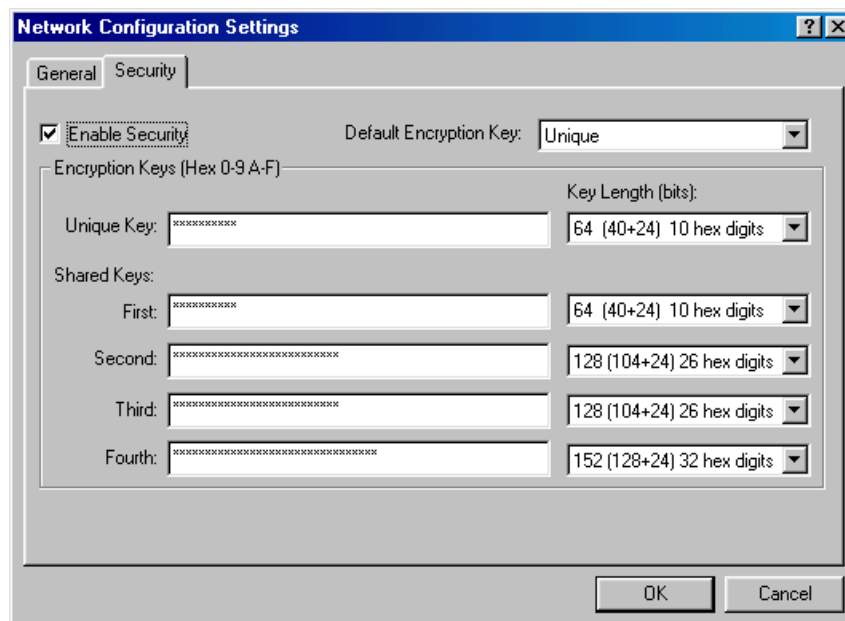 Network Configuration Settings
General Security
Enable Security Default Encryption Key: Unique
Encryption Keys (Hex 0-9 A-F)
Key Length (bits):
Unique Key: ********** 64 (40+24) 10 hex digits
Shared Keys:
First: ********** 64 (40+24) 10 hex digits
Second: ************************** 128 (104+24) 26 hex digits
Third: ************************** 128 (104+24) 26 hex digits
Fourth: ******************************** 152 (128+24) 32 hex digits
OK Cancel